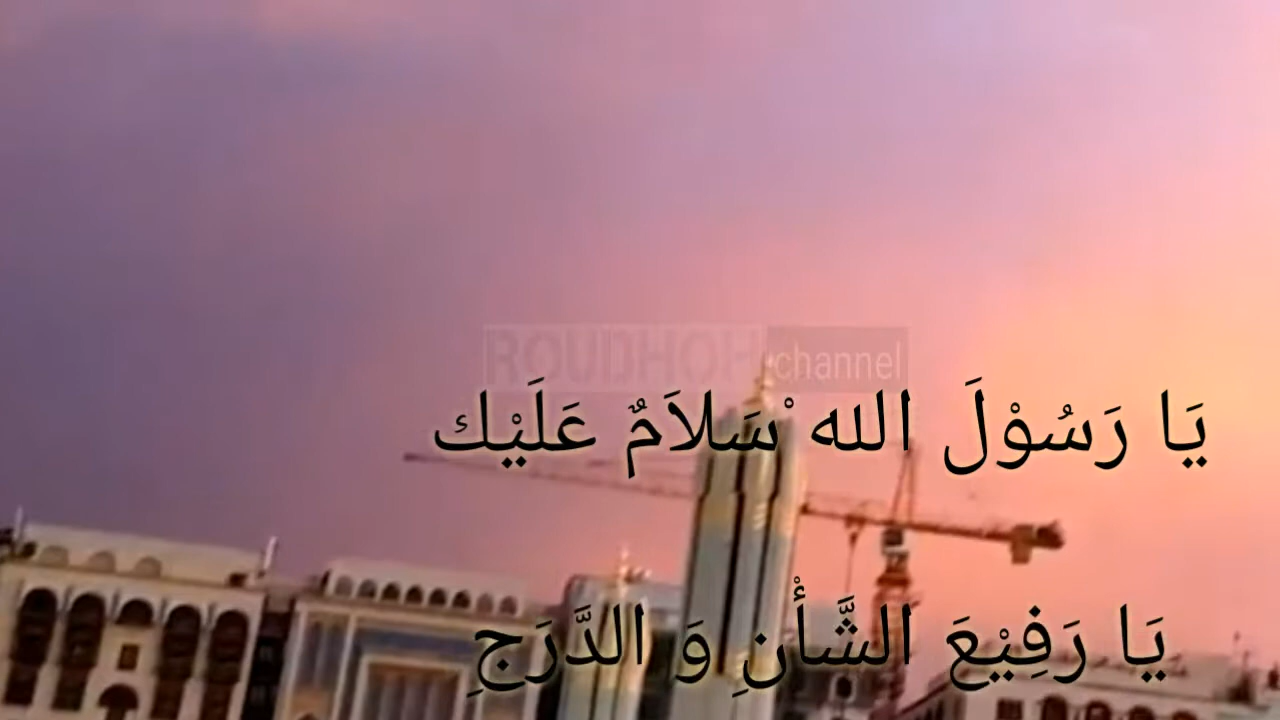 ROUDHOH channel
يَا رَسُوْلَ الله ْسَلاَمٌ عَلَيْك
يَا رَفِيْعَ الشَّأْنِ وَ الدَّرَجِ